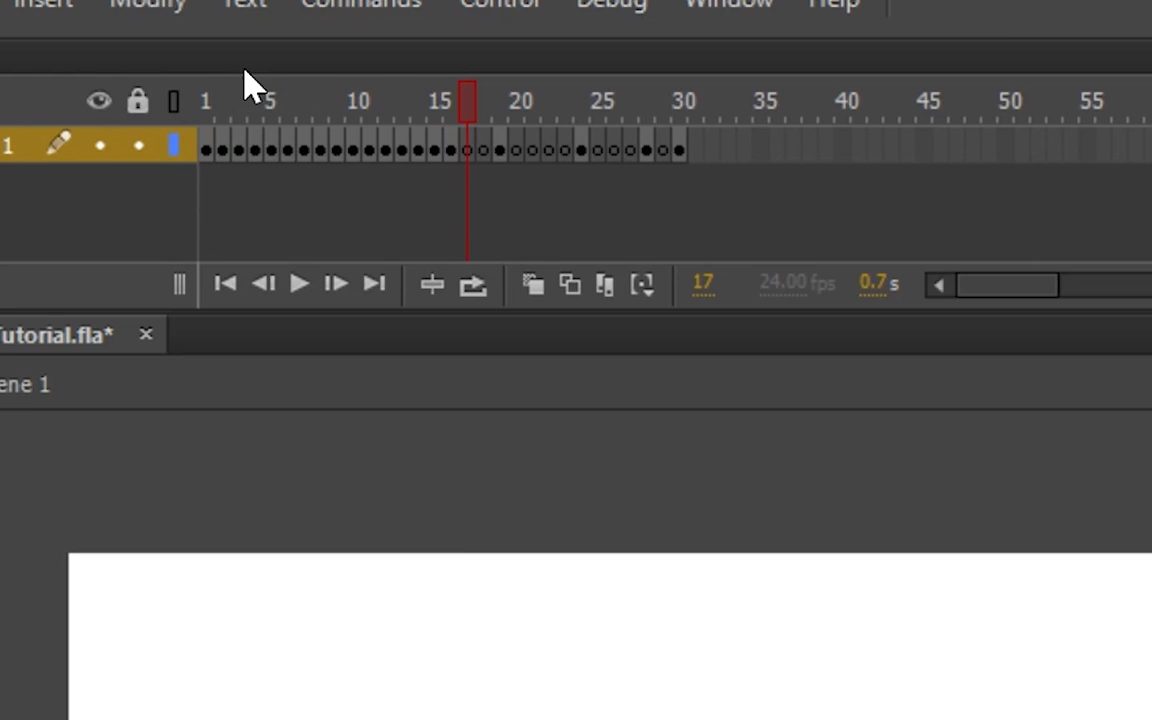 Insert Modify Text Commands Control Debug Window Help
1 5 10 15 20 25 30 35 40 45 50 55
1
17 24.00 fps 0.7 s
Tutorial.fla* ×
ene 1